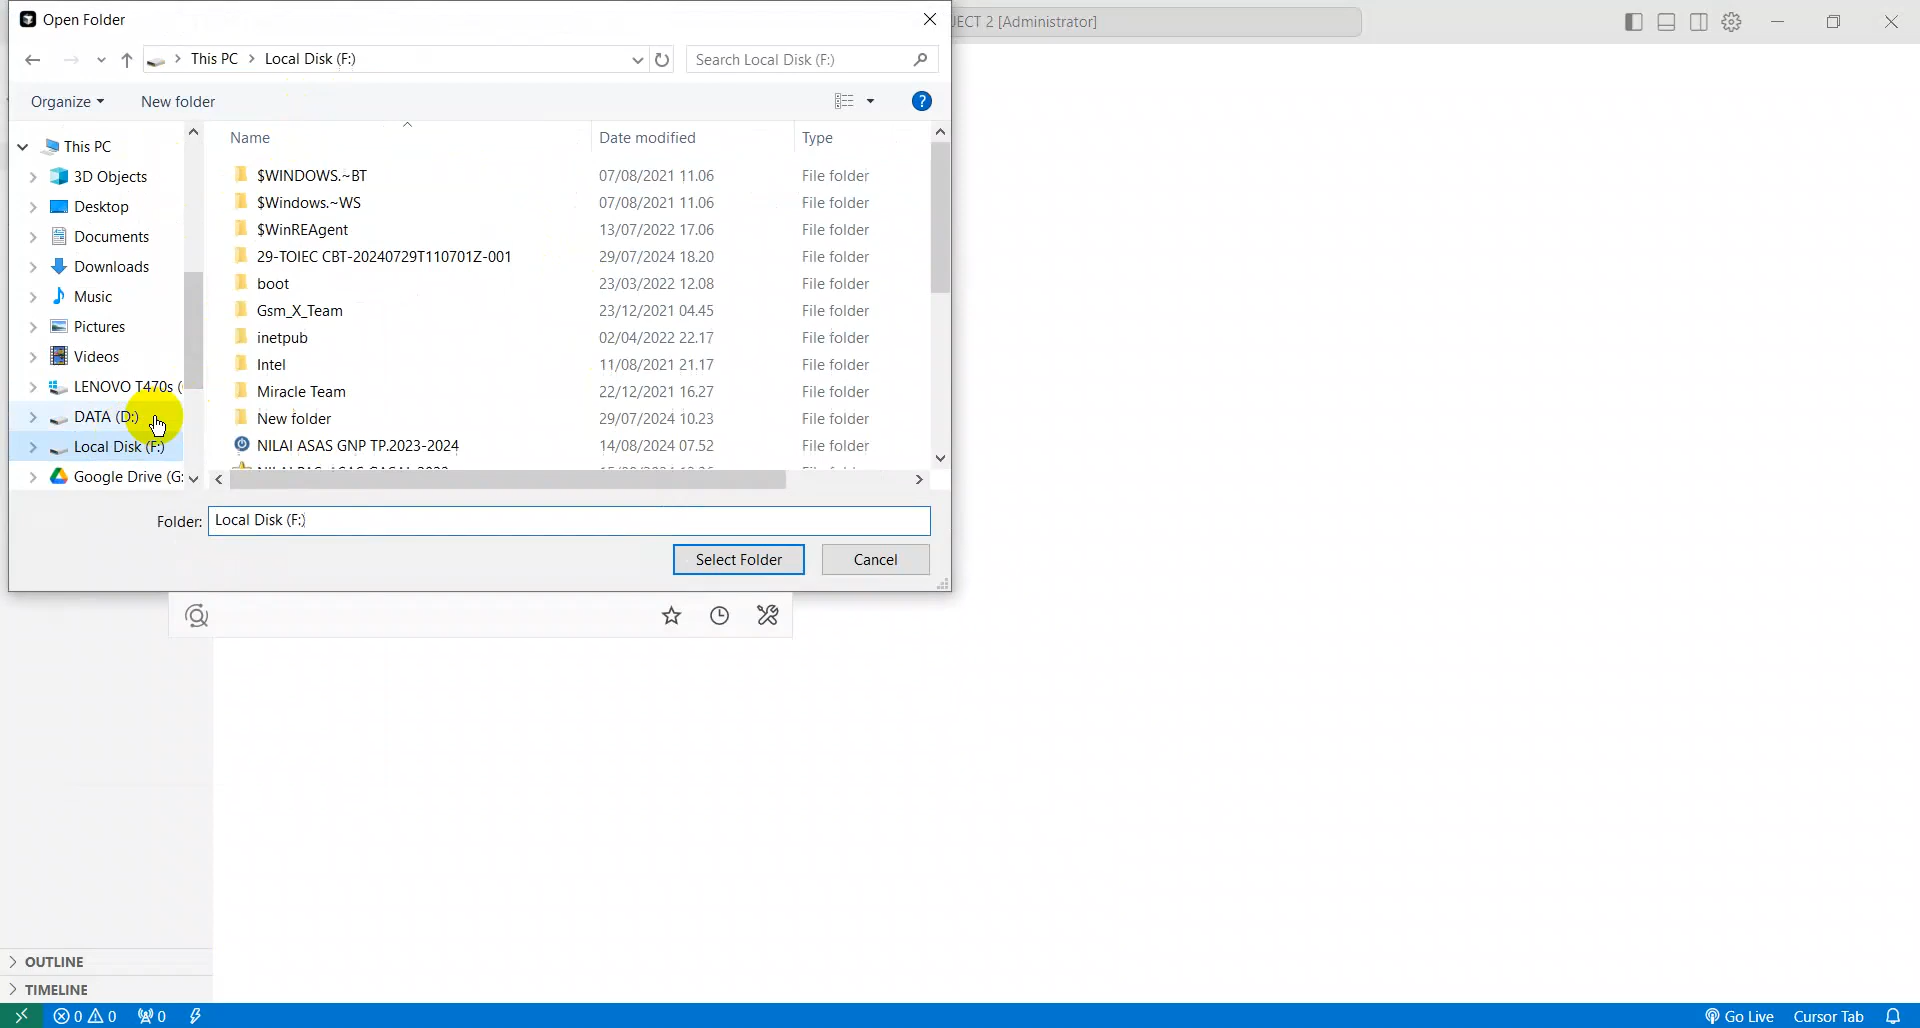 Open Folder
JECT 2 [Administrator]
This PC > Local Disk (F:)
Search Local Disk (F:)
Organize
New folder
Name
Date modified
Type
This PC
3D Objects
Desktop
Documents
Downloads
Music
Pictures
Videos
LENOVO T470s (
DATA (D:)
Local Disk (F:)
Google Drive (G:
$WINDOWS.~BT 07/08/2021 11.06 File folder
$Windows.~WS 07/08/2021 11.06 File folder
$WinREAgent 13/07/2022 17.06 File folder
29-TOIEC CBT-20240729T110701Z-001 29/07/2024 18.20 File folder
boot 23/03/2022 12.08 File folder
Gsm_X_Team 23/12/2021 04.45 File folder
inetpub 02/04/2022 22.17 File folder
Intel 11/08/2021 21.17 File folder
Miracle Team 22/12/2021 16.27 File folder
New folder 29/07/2024 10.23 File folder
NILAI ASAS GNP TP.2023-2024 14/08/2024 07.52 File folder
Folder: Local Disk (F:)
Select Folder
Cancel
OUTLINE
TIMELINE
0 0 0
Go Live
Cursor Tab